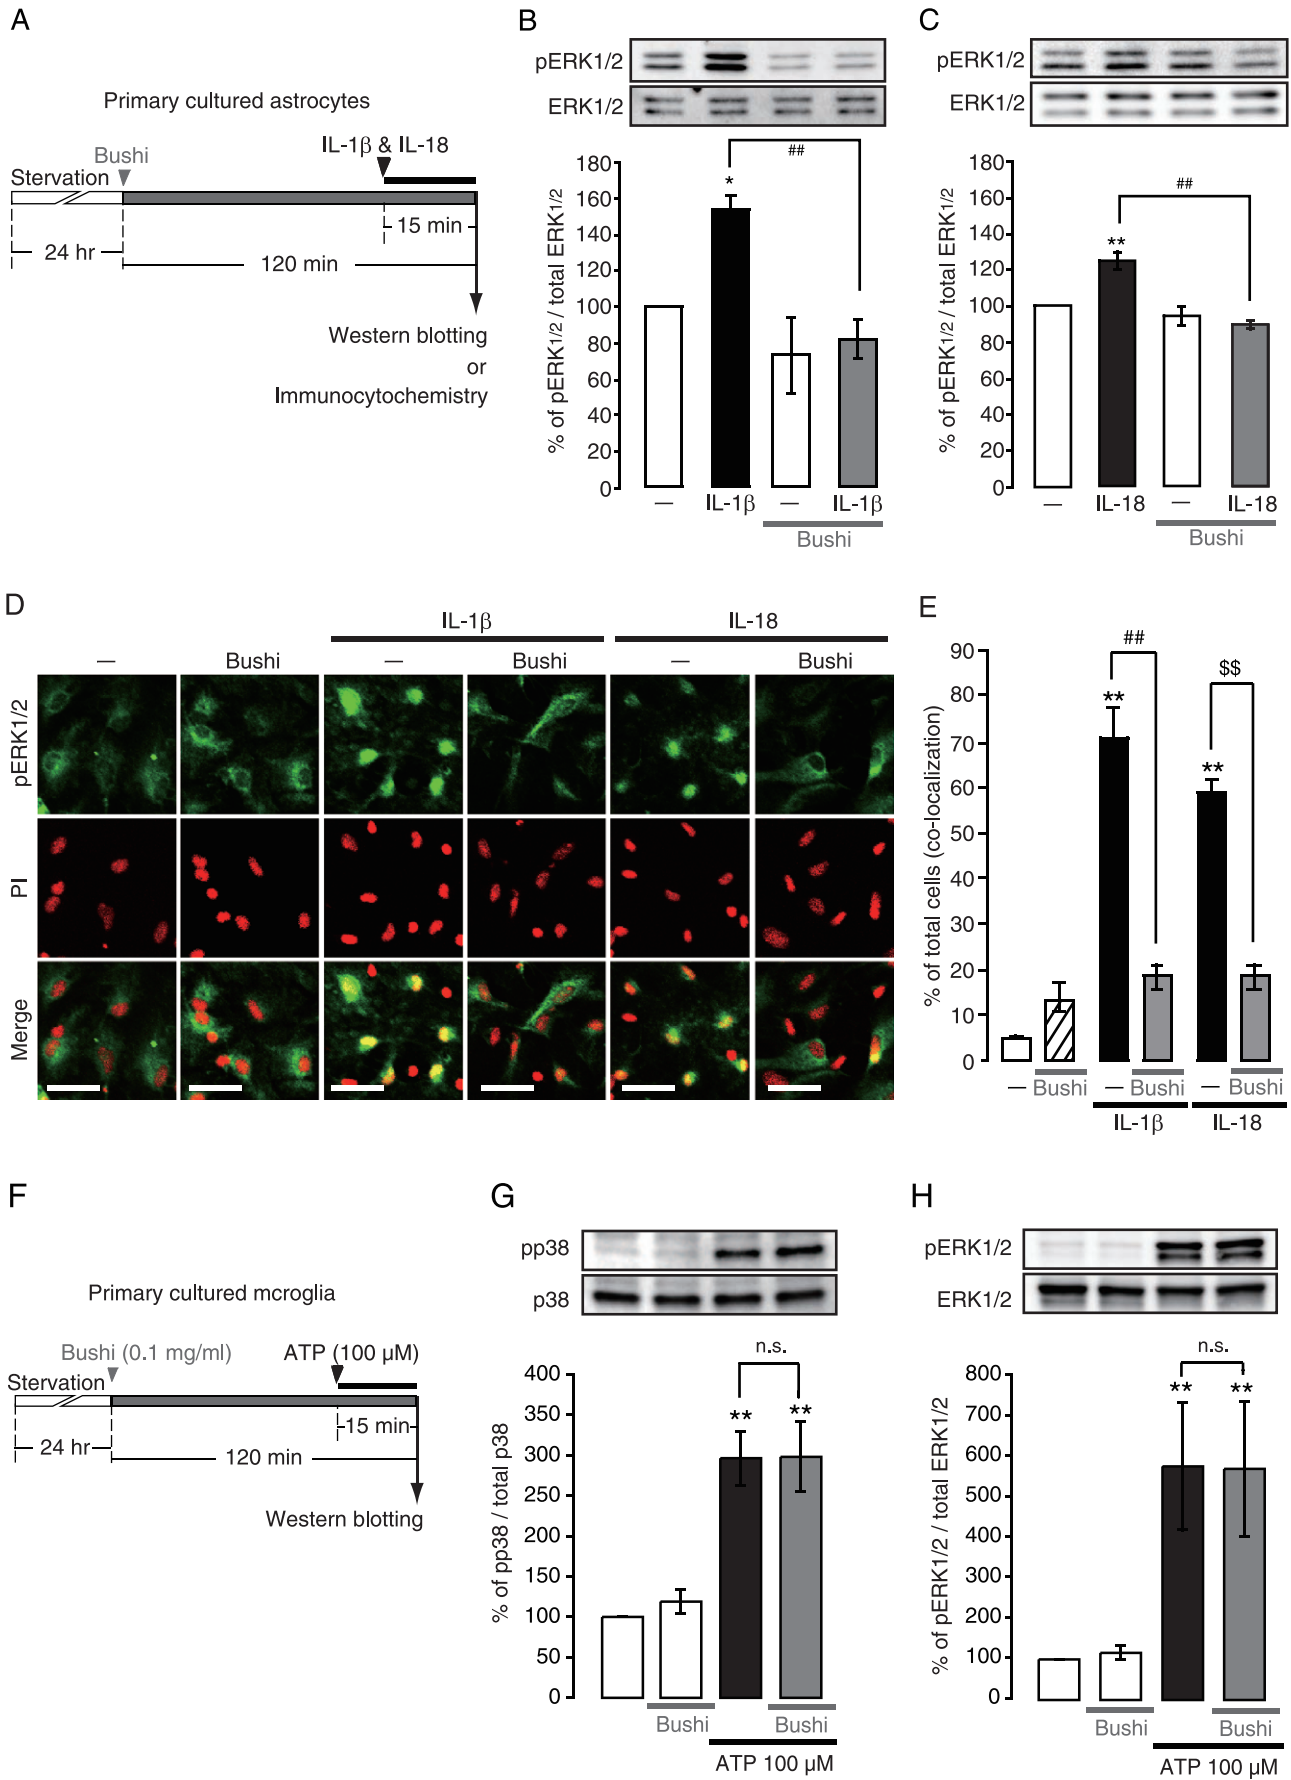 A
Primary cultured astrocytes
IL-1β & IL-18
Bushi
Stervation
15 min
24 hr
120 min
Western blotting
or
Immunocytochemistry
B
pERK1/2
ERK1/2
##
*
% of pERK1/2 / total ERK1/2
180
160
140
120
100
80
60
40
20
0
— IL-1β — IL-1β
Bushi
C
pERK1/2
ERK1/2
##
**
% of pERK1/2 / total ERK1/2
180
160
140
120
100
80
60
40
20
0
— IL-18 — IL-18
Bushi
D
IL-1β IL-18
— Bushi — Bushi — Bushi
pERK1/2
PI
Merge
E
##
$$
**
**
% of total cells (co-localization)
90
80
70
60
50
40
30
20
10
0
— Bushi — Bushi — Bushi
IL-1β IL-18
F
Primary cultured mcroglia
Bushi (0.1 mg/ml) ATP (100 µM)
Stervation
15 min
24 hr
120 min
Western blotting
G
pp38
p38
n.s.
** **
% of pp38 / total p38
400
350
300
250
200
150
100
50
0
Bushi Bushi
ATP 100 µM
H
pERK1/2
ERK1/2
n.s.
** **
% of pERK1/2 / total ERK1/2
800
700
600
500
400
300
200
100
0
Bushi Bushi
ATP 100 µM